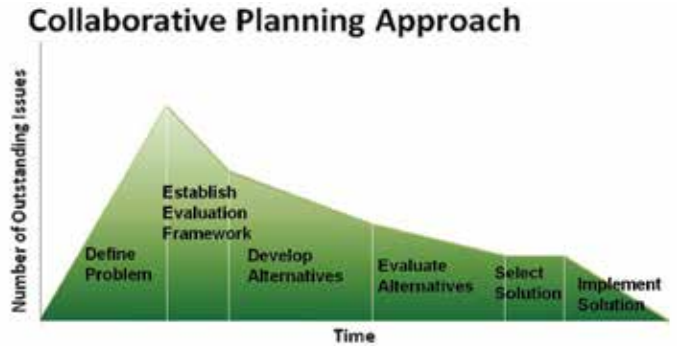 Collaborative Planning Approach
Number of Outstanding Issues
Define
Problem
Establish
Evaluation
Framework
Develop
Alternatives
Evaluate
Alternatives
Select
Solution
Implement
Solution
Time